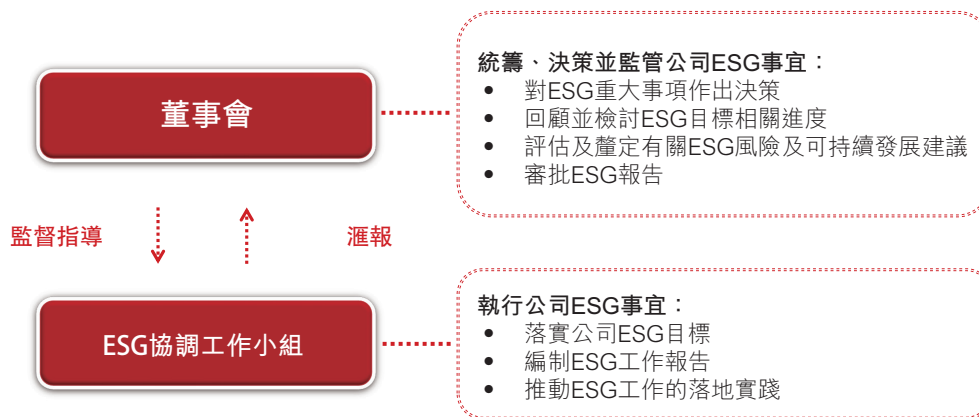 董事會
統籌、決策並監管公司ESG事宜：
• 對ESG重大事項作出決策
• 回顧並檢討ESG目標相關進度
• 評估及釐定有關ESG風險及可持續發展建議
• 審批ESG報告
監督指導
滙報
ESG協調工作小組
執行公司ESG事宜：
• 落實公司ESG目標
• 編制ESG工作報告
• 推動ESG工作的落地實踐